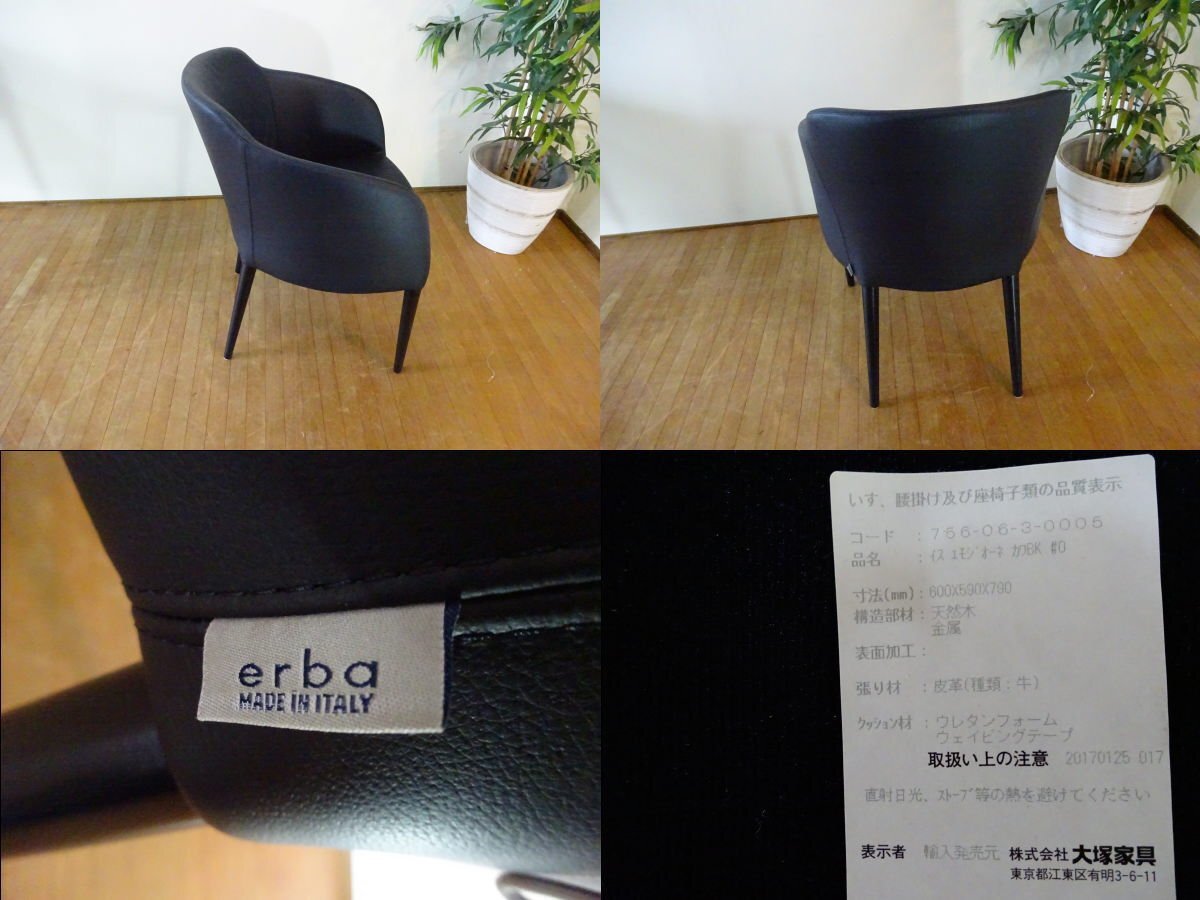 erba
MADE IN ITALY
いす、腰掛け及び座椅子類の品質表示
コード :756-06-3-0005
品名 :ｲｽ ｴﾓｼﾞｵｰﾈ ｶﾜBK #0
寸法(mm):600X590X790
構造部材:天然木
金属
表面加工:
張り材 :皮革(種類:牛)
ｸｯｼｮﾝ材 :ウレタンフォーム
ウェイビングテープ
取扱い上の注意 20170125 017
直射日光、ｽﾄｰﾌﾞ等の熱を避けてください
表示者 輸入発売元 株式会社 大塚家具
東京都江東区有明3-6-11